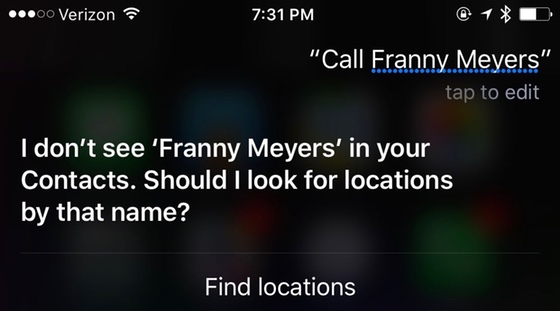 Verizon 7:31 PM
“Call Franny Meyers”
tap to edit
I don’t see ‘Franny Meyers’ in your
Contacts. Should I look for locations
by that name?
Find locations